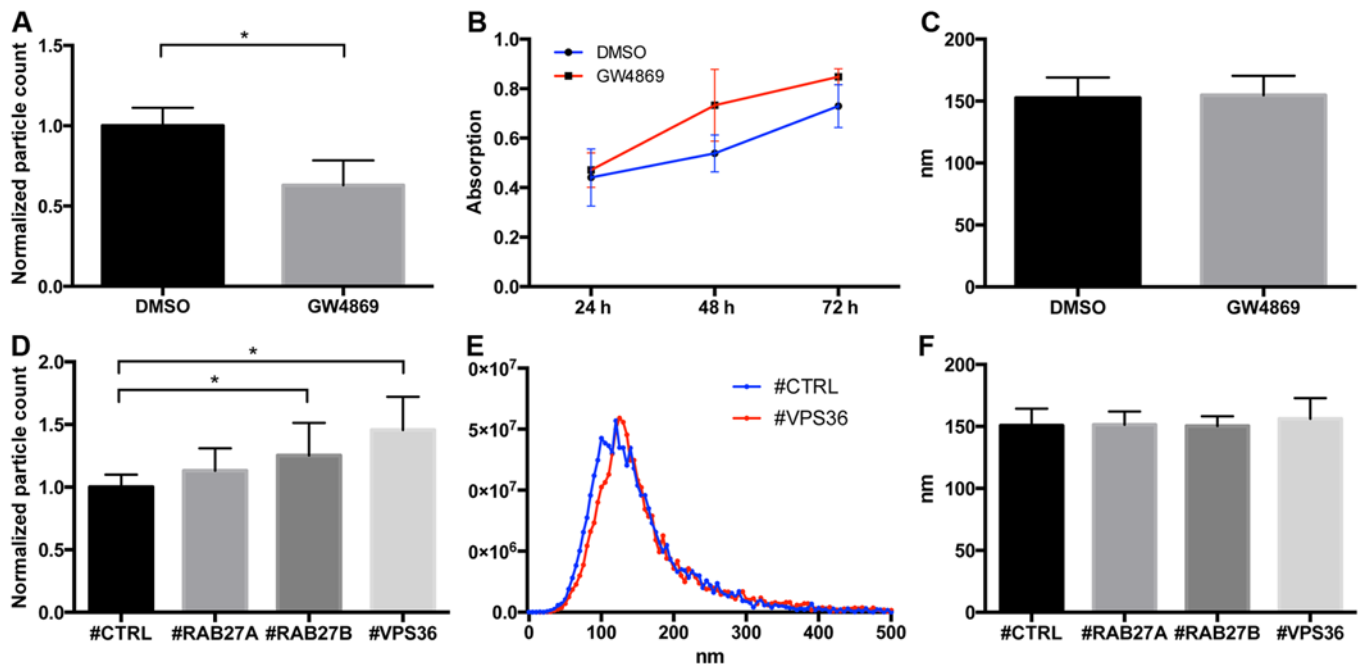 A
Normalized particle count
1.5
1.0
0.5
0.0
*
DMSO
GW4869
B
Absorption
1.0
0.8
0.6
0.4
0.2
0.0
DMSO
GW4869
24 h
48 h
72 h
C
nm
200
150
100
50
0
DMSO
GW4869
D
Normalized particle count
2.0
1.5
1.0
0.5
0.0
*
*
#CTRL
#RAB27A
#RAB27B
#VPS36
E
0×10⁷
5×10⁷
0×10⁷
0×10⁶
0.0
#CTRL
#VPS36
0
100
200
300
400
500
nm
F
nm
200
150
100
50
0
#CTRL
#RAB27A
#RAB27B
#VPS36